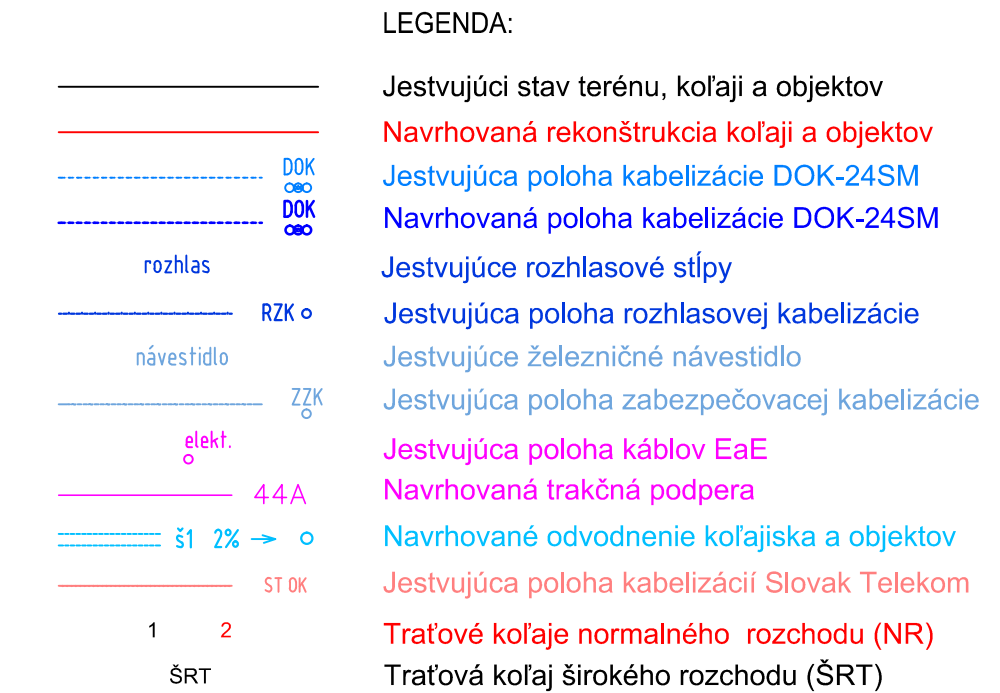 LEGENDA:
Jestvujúci stav terénu, koľaji a objektov
Navrhovaná rekonštrukcia koľaji a objektov
DOK Jestvujúca poloha kabelizácie DOK-24SM
DOK Navrhovaná poloha kabelizácie DOK-24SM
rozhlas Jestvujúce rozhlasové stĺpy
RZK Jestvujúca poloha rozhlasovej kabelizácie
návestidlo Jestvujúce železničné návestidlo
ZZK Jestvujúca poloha zabezpečovacej kabelizácie
elekt. Jestvujúca poloha káblov EaE
44A Navrhovaná trakčná podpera
š1 2% → Navrhované odvodnenie koľajiska a objektov
ST OK Jestvujúca poloha kabelizácií Slovak Telekom
1 2 Traťové koľaje normalného rozchodu (NR)
ŠRT Traťová koľaj širokého rozchodu (ŠRT)